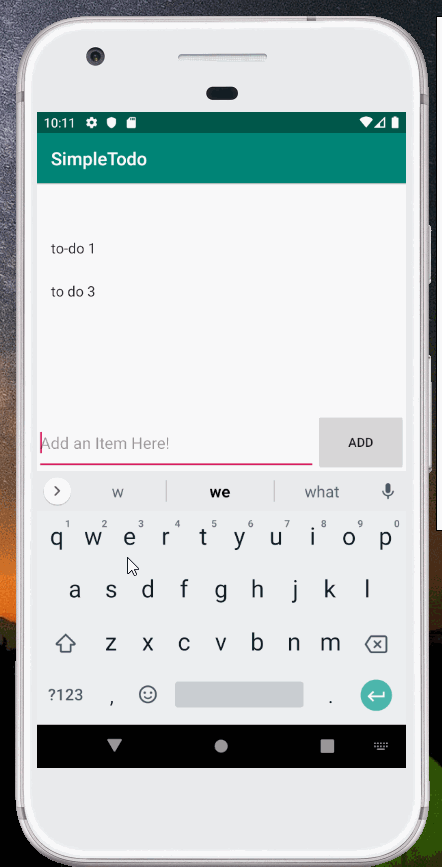 10:11
SimpleTodo
to-do 1
to do 3
Add an Item Here!
ADD
w we what
1 2 3 4 5 6 7 8 9 0
q w e r t y u i o p
a s d f g h j k l
z x c v b n m
?123 , .